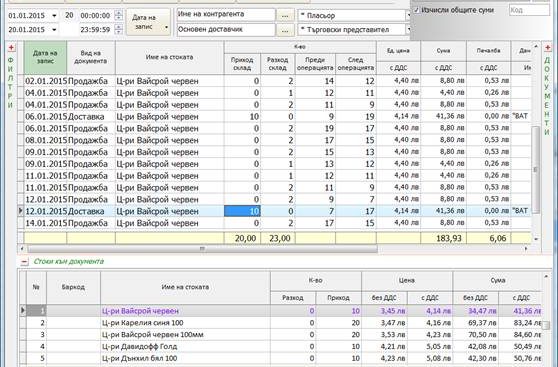 01.01.2015 20 00:00:00 Дата на запис Име на контрагента ... * Пласьор Изчисли общите суми Код
20.01.2015 23:59:59 Основен доставчик ... * Търговски представител
ФИЛТРИ
ДОКУМЕНТИ
Дата на запис Вид на документа Име на стоката К-во Ед. цена Сума Печалба Дан
Приход склад Разход склад Преди операцията След операцията с ДДС с ДДС с ДДС Ин
02.01.2015 Продажба Ц-ри Вайсрой червен 0 2 14 12 4,40 лв 8,80 лв 0,53 лв
04.01.2015 Продажба Ц-ри Вайсрой червен 0 1 12 11 4,40 лв 4,40 лв 0,26 лв
04.01.2015 Продажба Ц-ри Вайсрой червен 0 2 11 9 4,40 лв 8,80 лв 0,53 лв
06.01.2015 Доставка Ц-ри Вайсрой червен 10 0 9 19 4,14 лв 41,36 лв 0,00 лв "ВАТ
06.01.2015 Продажба Ц-ри Вайсрой червен 0 2 19 17 4,40 лв 8,80 лв 0,53 лв
08.01.2015 Продажба Ц-ри Вайсрой червен 0 2 17 15 4,40 лв 8,80 лв 0,53 лв
09.01.2015 Продажба Ц-ри Вайсрой червен 0 2 15 13 4,40 лв 8,80 лв 0,53 лв
09.01.2015 Продажба Ц-ри Вайсрой червен 0 1 13 12 4,40 лв 4,40 лв 0,26 лв
11.01.2015 Продажба Ц-ри Вайсрой червен 0 1 12 11 4,40 лв 4,40 лв 0,26 лв
11.01.2015 Продажба Ц-ри Вайсрой червен 0 2 11 9 4,40 лв 8,80 лв 0,53 лв
12.01.2015 Продажба Ц-ри Вайсрой червен 0 2 9 7 4,40 лв 8,80 лв 0,53 лв
12.01.2015 Доставка Ц-ри Вайсрой червен 10 0 7 17 4,14 лв 41,36 лв 0,00 лв "ВАТ
14.01.2015 Продажба Ц-ри Вайсрой червен 0 2 17 15 4,40 лв 8,80 лв 0,53 лв
20,00 23,00 183,93 6,06
Стоки към документа
№ Баркод Име на стоката К-во Цена Сума
Разход Приход без ДДС с ДДС без ДДС с ДДС
1 Ц-ри Вайсрой червен 0 10 3,45 лв 4,14 лв 34,47 лв 41,36 лв
2 Ц-ри Карелия синя 100 0 20 3,47 лв 4,16 лв 69,37 лв 83,24 лв
3 Ц-ри Вайсрой червен 100мм 0 20 3,53 лв 4,23 лв 70,50 лв 84,60 лв
4 Ц-ри Давидофф Голд 0 10 4,21 лв 5,05 лв 42,08 лв 50,49 лв
5 Ц-ри Дънхил бял 100 0 10 4,23 лв 5,08 лв 42,30 лв 50,76 лв